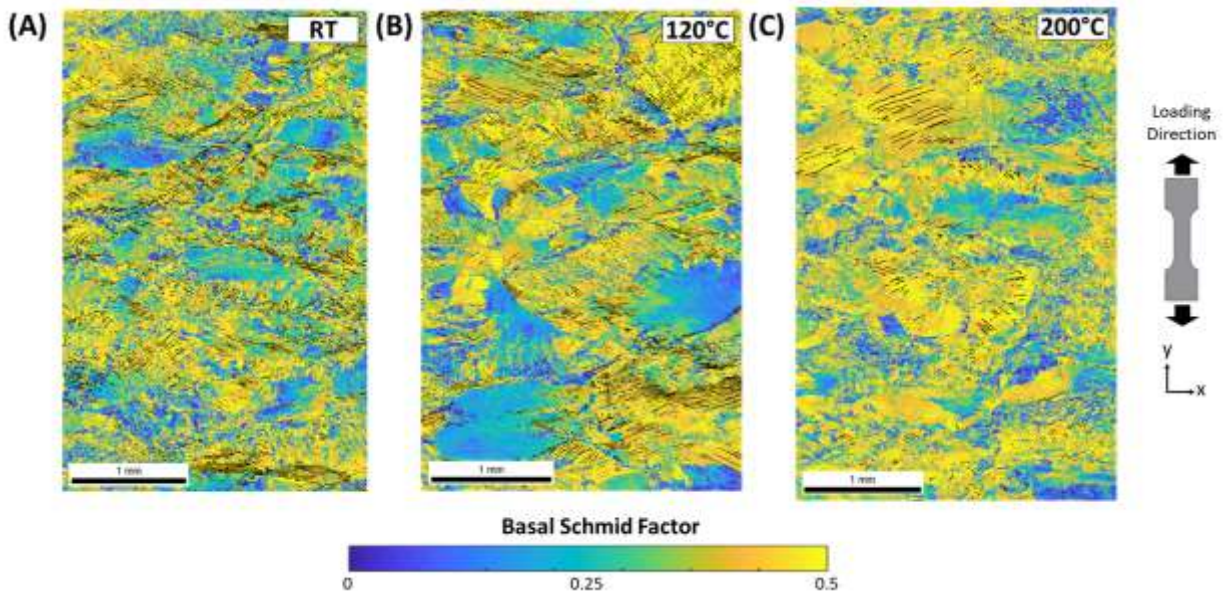 (A)
RT
(B)
120°C
(C)
200°C
Loading
Direction
y
x
1 mm
1 mm
1 mm
Basal Schmid Factor
0
0.25
0.5